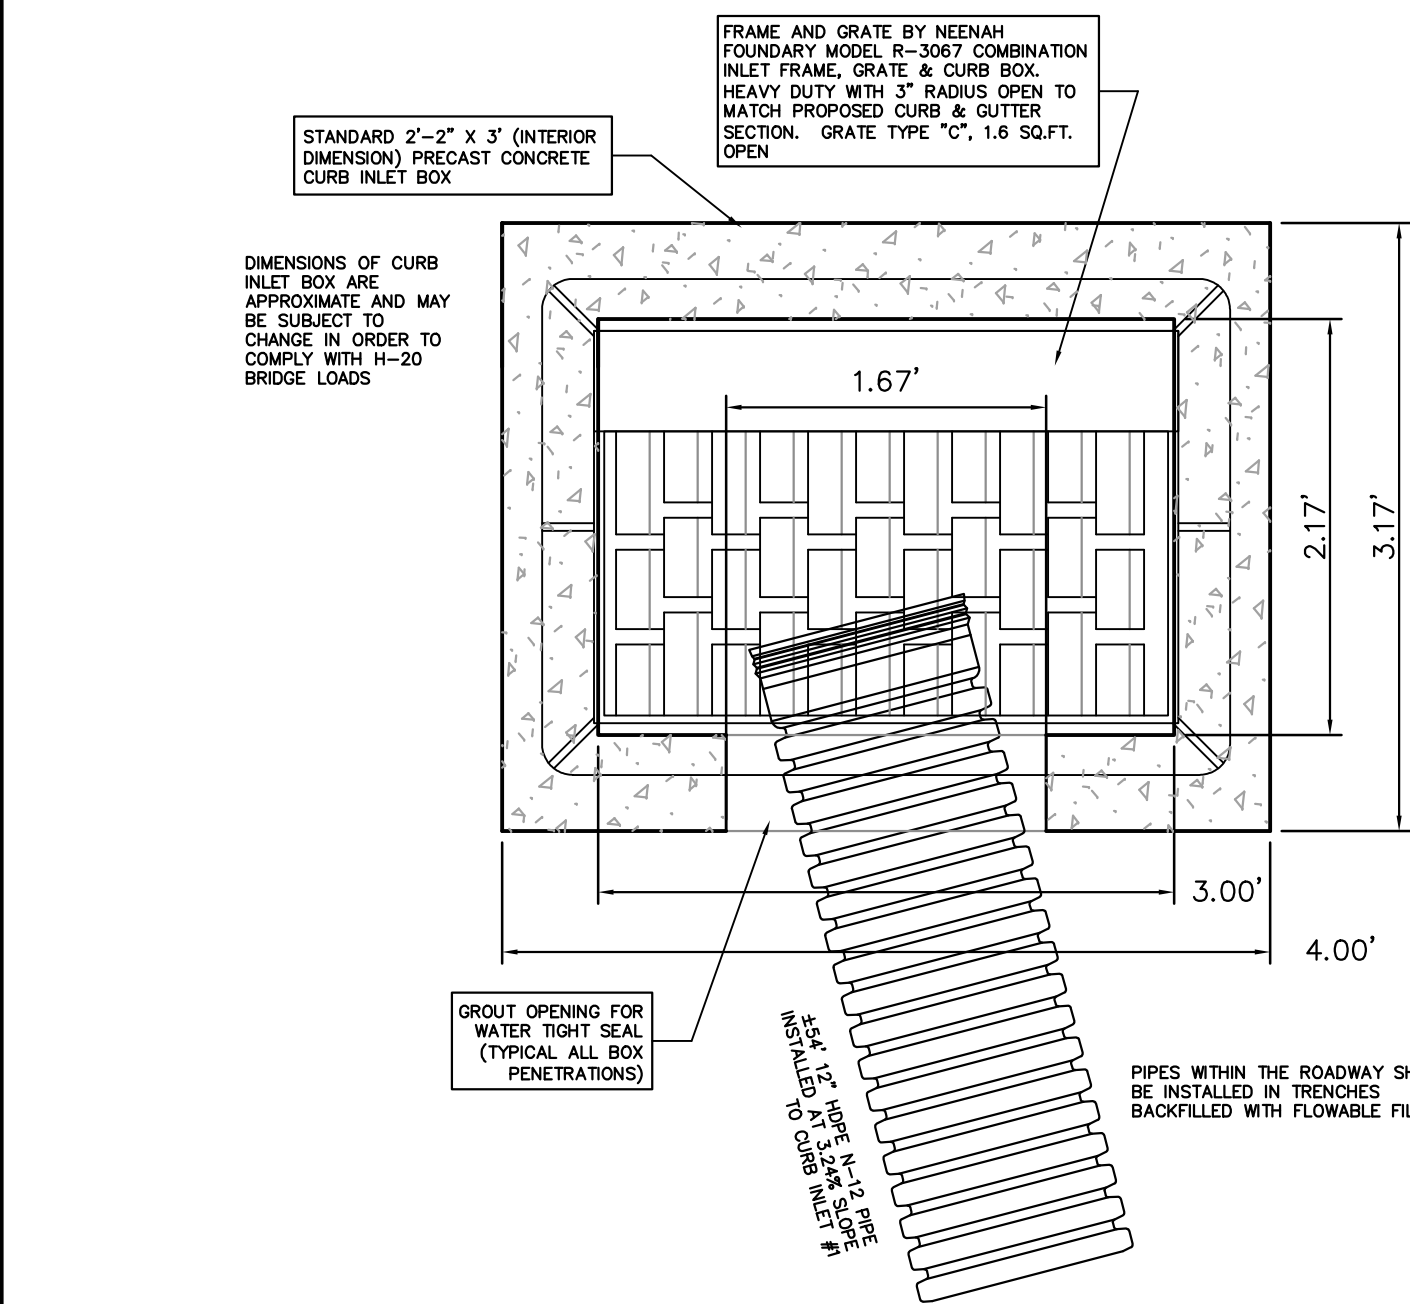 FRAME AND GRATE BY NEENAH
FOUNDARY MODEL R-3067 COMBINATION
INLET FRAME, GRATE & CURB BOX.
HEAVY DUTY WITH 3" RADIUS OPEN TO
MATCH PROPOSED CURB & GUTTER
SECTION. GRATE TYPE "C", 1.6 SQ.FT.
OPEN
STANDARD 2'-2" X 3' (INTERIOR
DIMENSION) PRECAST CONCRETE
CURB INLET BOX
DIMENSIONS OF CURB
INLET BOX ARE
APPROXIMATE AND MAY
BE SUBJECT TO
CHANGE IN ORDER TO
COMPLY WITH H-20
BRIDGE LOADS
1.67'
2.17'
3.17'
3.00'
4.00'
GROUT OPENING FOR
WATER TIGHT SEAL
(TYPICAL ALL BOX
PENETRATIONS)
±54' 12" HDPE N-12 PIPE
INSTALLED AT 3.24% SLOPE
TO CURB INLET #1
PIPES WITHIN THE ROADWAY
BE INSTALLED IN TRENCHES
BACKFILLED WITH FLOWABLE